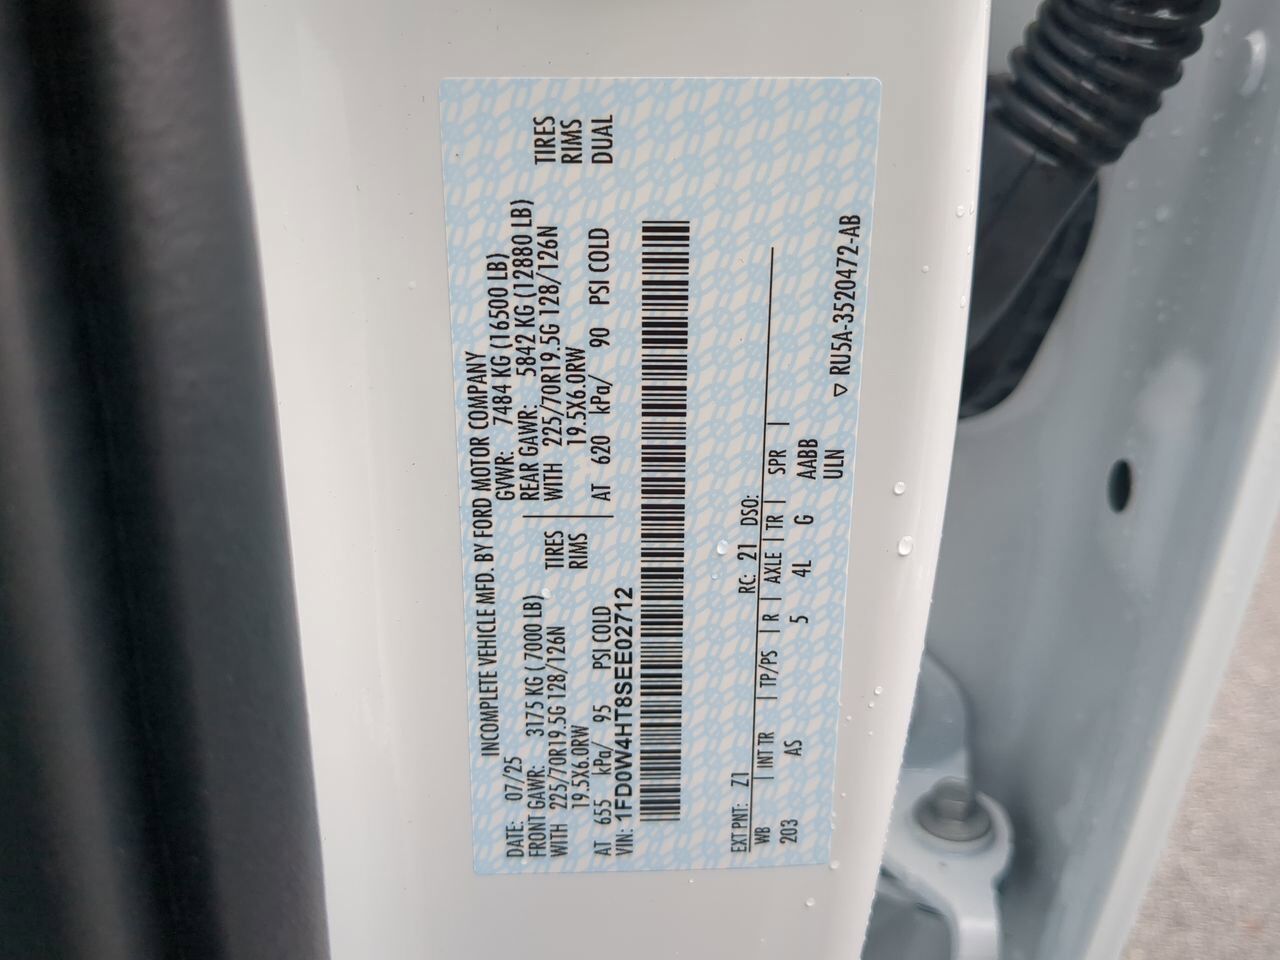 INCOMPLETE VEHICLE MFD. BY FORD MOTOR COMPANY
DATE: 07/25 GVWR: 7484 KG (16500 LB)
FRONT GAWR: 3175 KG ( 7000 LB) REAR GAWR: 5842 KG (12880 LB)
WITH 225/70R19.5G 128/126N TIRES WITH 225/70R19.5G 128/126N TIRES
19.5X6.0RW RIMS 19.5X6.0RW RIMS
AT 655 kPa/ 95 PSI COLD AT 620 kPa/ 90 PSI COLD DUAL
VIN: 1FD0W4HT8SEE02712
EXT PNT: Z1 RC: 21 DSO:
WB | INT TR | TP/PS | R | AXLE | TR | SPR |
203 AS 5 4L G AABB
ULN ▽ RU5A-3520472-AB